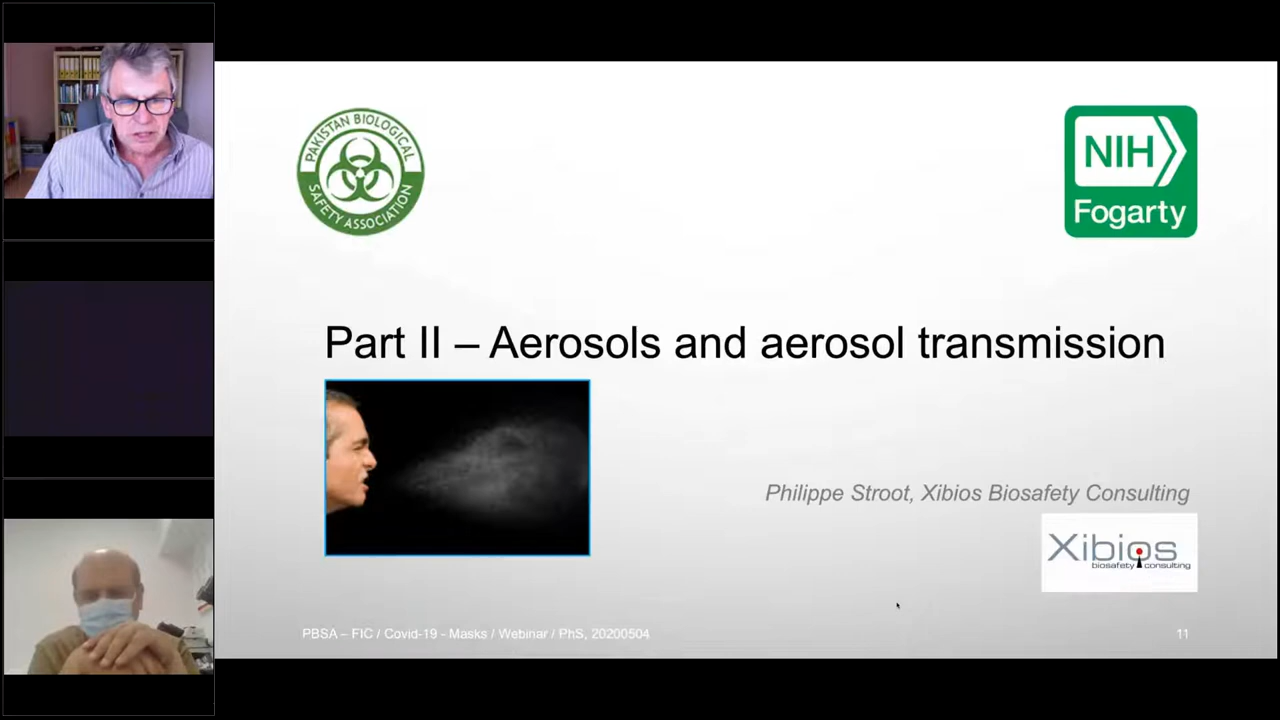 PAKISTAN BIOLOGICAL
SAFETY ASSOCIATION
NIH
Fogarty
Part II – Aerosols and aerosol transmission
Philippe Stroot, Xibios Biosafety Consulting
Xibios
biosafety consulting
PBSA – FIC / Covid-19 - Masks / Webinar / PhS, 20200504
11